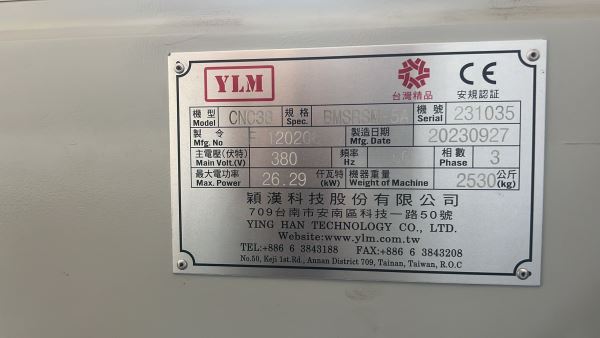 YLM
台灣精品
CE
安規認証
機型 Model CNC38 規格 Spec. 機號 Serial 231035
製令 Mfg. No 製造日期 Mfg. Date 20230927
主電壓(伏特) Main Volt.(V) 380 頻率 Hz 相數 Phase 3
最大電功率 Max. Power 26.29 仟瓦特 (kW) 機器重量 Weight of Machine 2530 公斤 (kg)
穎漢科技股份有限公司
709台南市安南區科技一路50號
YING HAN TECHNOLOGY CO., LTD.
Website:www.ylm.com.tw
TEL:+886 6 3843188 FAX:+886 6 3843208
No.50, Keji 1st.Rd., Annan District 709, Tainan, Taiwan, R.O.C